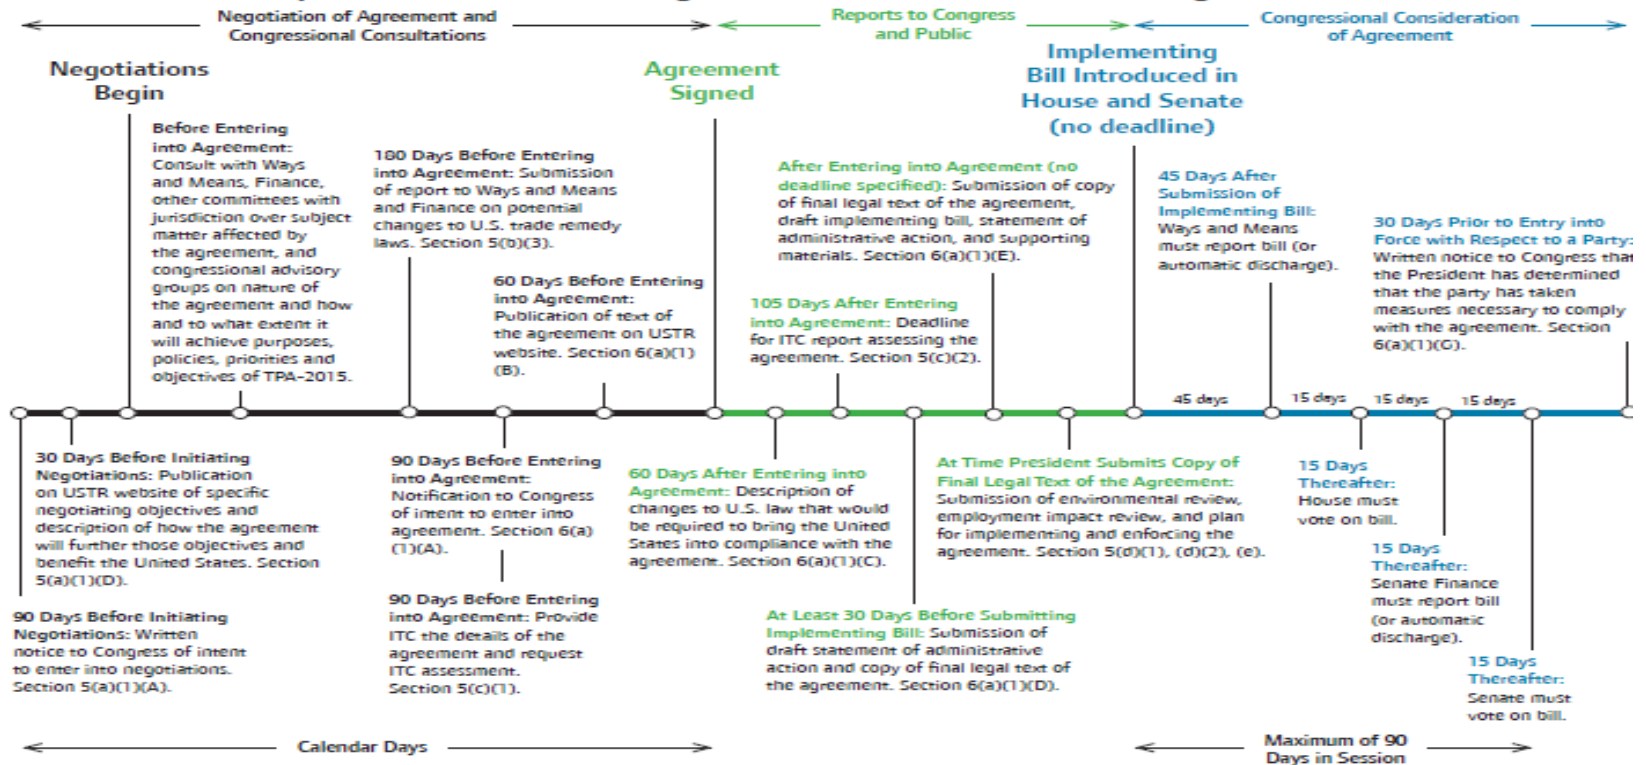 Negotiation of Agreement and
Congressional Consultations
Reports to Congress
and Public
Congressional Consideration
of Agreement
Negotiations
Begin
Agreement
Signed
Implementing
Bill Introduced in
House and Senate
(no deadline)
Before Entering
into Agreement:
Consult with Ways
and Means, Finance,
other committees with
jurisdiction over subject
matter affected by
the agreement, and
congressional advisory
groups on nature of
the agreement and how
and to what extent it
will achieve purposes,
policies, priorities and
objectives of TPA-2015.
180 Days Before Entering
into Agreement: Submission
of report to Ways and Means
and Finance on potential
changes to U.S. trade remedy
laws. Section 5(b)(3).
60 Days Before Entering
into Agreement:
Publication of text of
the agreement on USTR
website. Section 6(a)(1)
(B).
After Entering into Agreement (no
deadline specified): Submission of copy
of final legal text of the agreement,
draft implementing bill, statement of
administrative action, and supporting
materials. Section 6(a)(1)(E).
105 Days After Entering
into Agreement: Deadline
for ITC report assessing the
agreement. Section 5(c)(2).
45 Days After
Submission of
Implementing Bill:
Ways and Means
must report bill (or
automatic discharge).
30 Days Prior to Entry into
Force with Respect to a Party:
Written notice to Congress that
the President has determined
that the party has taken
measures necessary to comply
with the agreement. Section
6(a)(1)(G).
45 days
15 days
15 days
15 days
30 Days Before Initiating
Negotiations: Publication
on USTR website of specific
negotiating objectives and
description of how the agreement
will further those objectives and
benefit the United States. Section
5(a)(1)(D).
90 Days Before Initiating
Negotiations: Written
notice to Congress of intent
to enter into negotiations.
Section 5(a)(1)(A).
90 Days Before Entering
into Agreement:
Notification to Congress
of intent to enter into
agreement. Section 6(a)
(1)(A).
90 Days Before Entering
into Agreement: Provide
ITC the details of the
agreement and request
ITC assessment.
Section 5(c)(1).
60 Days After Entering into
Agreement: Description of
changes to U.S. law that would
be required to bring the United
States into compliance with the
agreement. Section 6(a)(1)(C).
At Least 30 Days Before Submitting
Implementing Bill: Submission of
draft statement of administrative
action and copy of final legal text of
the agreement. Section 6(a)(1)(D).
At Time President Submits Copy of
Final Legal Text of the Agreement:
Submission of environmental review,
employment impact review, and plan
for implementing and enforcing the
agreement. Section 5(d)(1), (d)(2), (e).
15 Days
Thereafter:
House must
vote on bill.
15 Days
Thereafter:
Senate Finance
must report bill
(or automatic
discharge).
15 Days
Thereafter:
Senate must
vote on bill.
Calendar Days
Maximum of 90
Days in Session